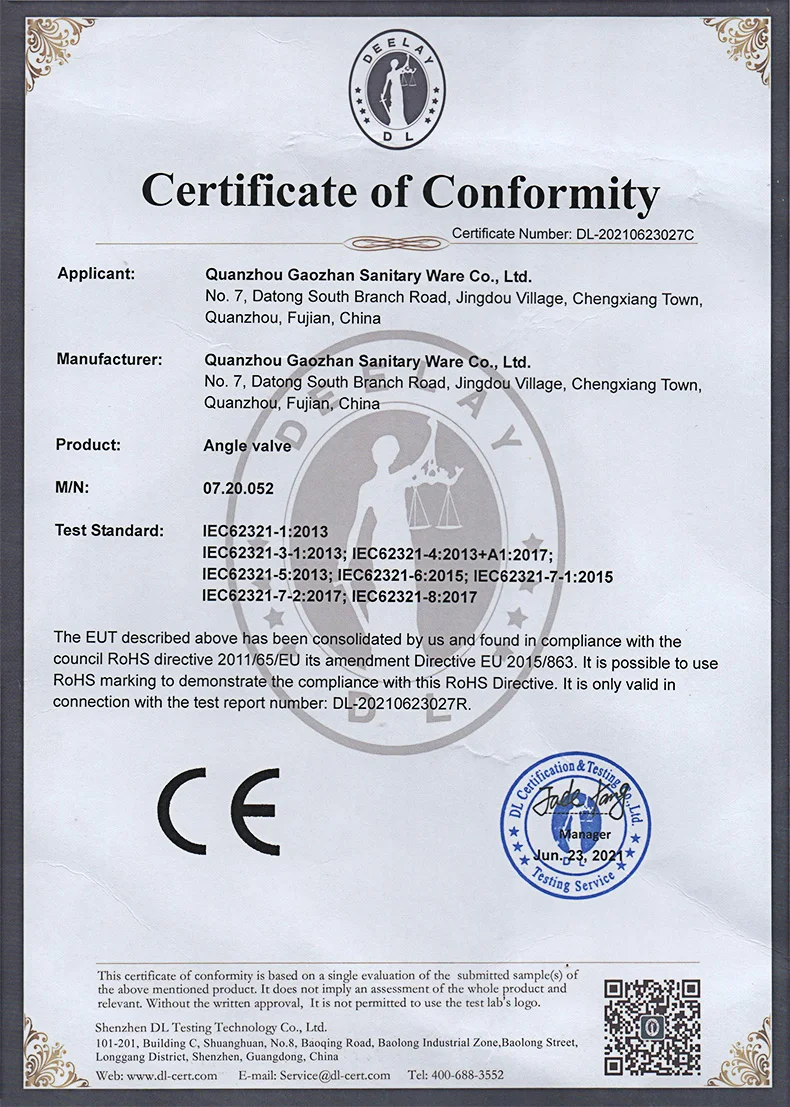 DEELAY
DL
Certificate of Conformity
Certificate Number: DL-20210623027C
Applicant: Quanzhou Gaozhan Sanitary Ware Co., Ltd.
No. 7, Datong South Branch Road, Jingdou Village, Chengxiang Town,
Quanzhou, Fujian, China
Manufacturer: Quanzhou Gaozhan Sanitary Ware Co., Ltd.
No. 7, Datong South Branch Road, Jingdou Village, Chengxiang Town,
Quanzhou, Fujian, China
Product: Angle valve
M/N: 07.20.052
Test Standard: IEC62321-1:2013
IEC62321-3-1:2013; IEC62321-4:2013+A1:2017;
IEC62321-5:2013; IEC62321-6:2015; IEC62321-7-1:2015
IEC62321-7-2:2017; IEC62321-8:2017
DEELAY
DL
The EUT described above has been consolidated by us and found in compliance with the
council RoHS directive 2011/65/EU its amendment Directive EU 2015/863. It is possible to use
RoHS marking to demonstrate the compliance with this RoHS Directive. It is only valid in
connection with the test report number: DL-20210623027R.
CE
DL Certification & Testing Co., Ltd.
Manager
Jun. 23, 2021
DL
Testing Service
This certificate of conformity is based on a single evaluation of the submitted sample(s) of
the above mentioned product. It does not imply an assessment of the whole product and
relevant. Without the written approval, It is not permitted to use the test lab's logo.
Shenzhen DL Testing Technology Co., Ltd.
101-201, Building C, Shuanghuan, No.8, Baoqing Road, Baolong Industrial Zone,Baolong Street,
Longgang District, Shenzhen, Guangdong, China
Web: www.dl-cert.com E-mail: Service@dl-cert.com Tel: 400-688-3552